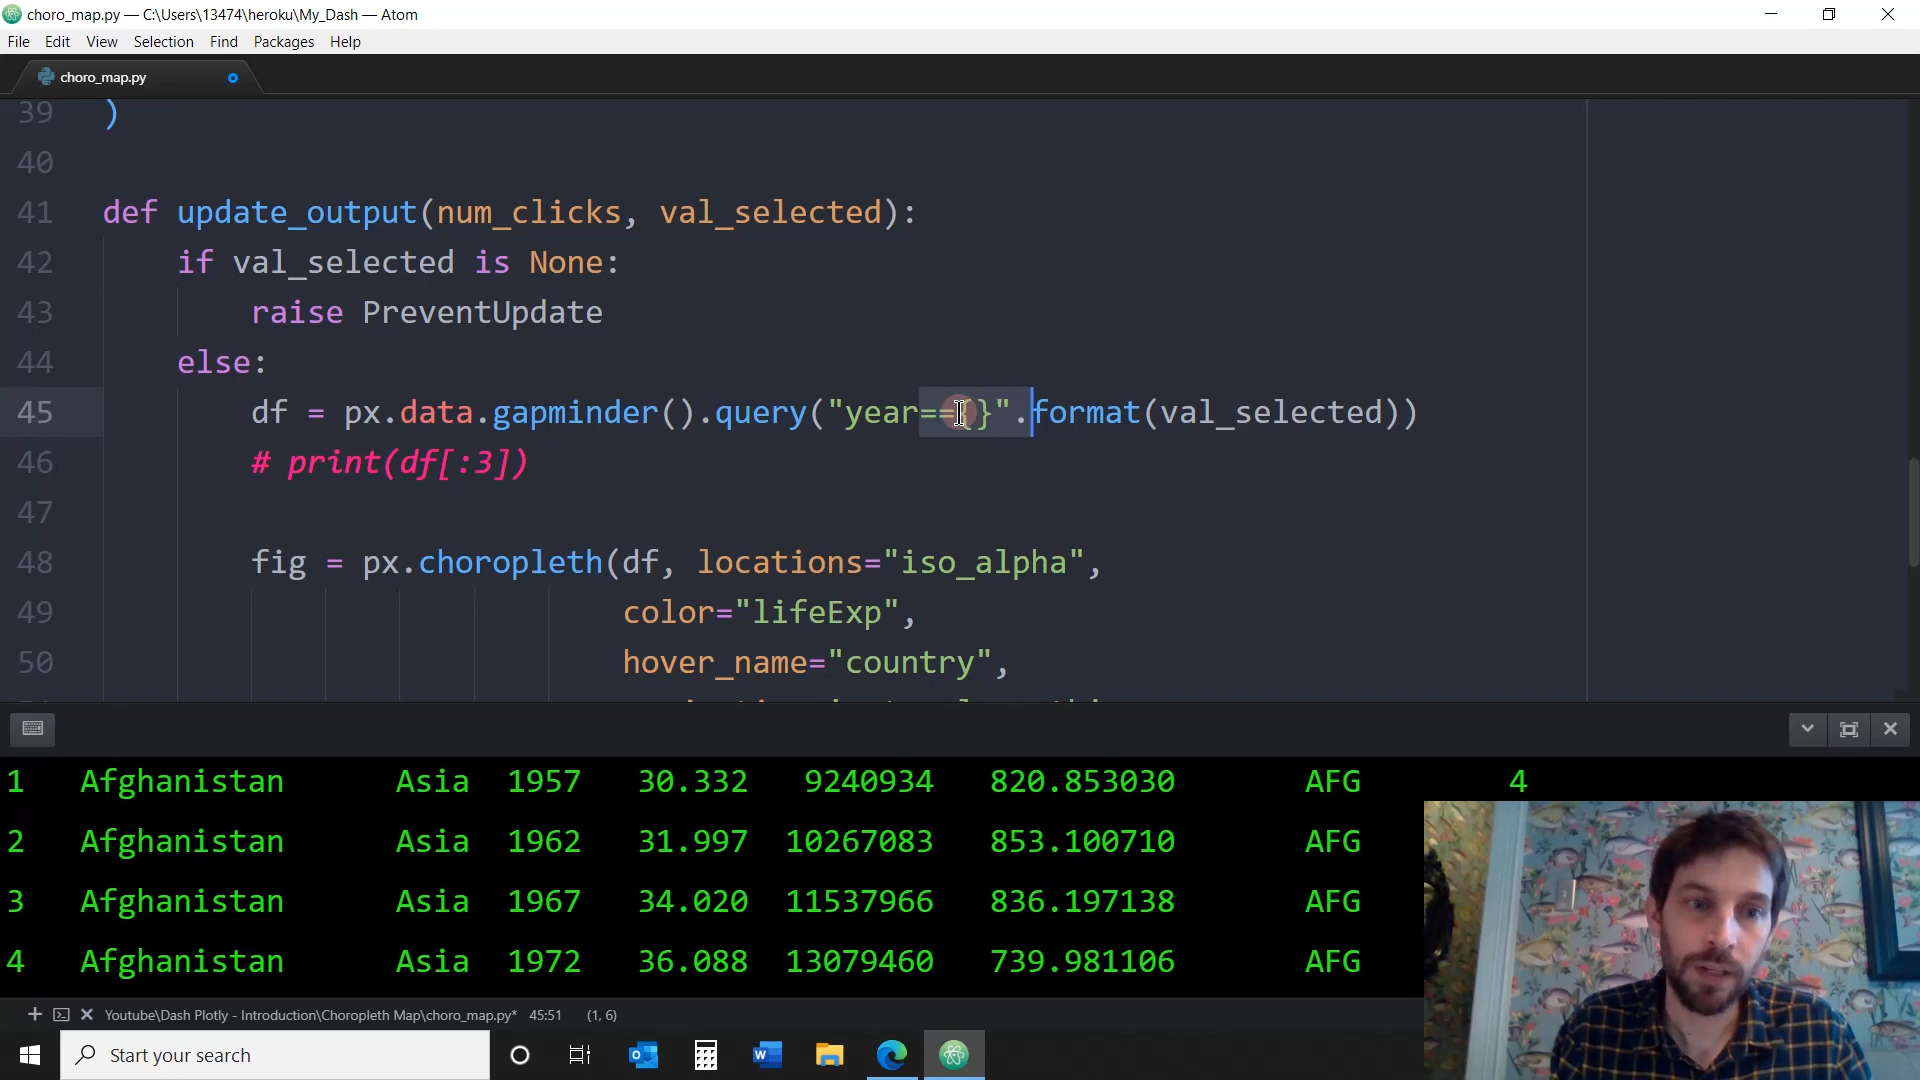 choro_map.py — C:\Users\13474\heroku\My_Dash — Atom
File Edit View Selection Find Packages Help
choro_map.py
39 )
40
41 def update_output(num_clicks, val_selected):
42 if val_selected is None:
43 raise PreventUpdate
44 else:
45 df = px.data.gapminder().query("year=={}".format(val_selected))
46 # print(df[:3])
47
48 fig = px.choropleth(df, locations="iso_alpha",
49 color="lifeExp",
50 hover_name="country",
1 Afghanistan Asia 1957 30.332 9240934 820.853030 AFG 4
2 Afghanistan Asia 1962 31.997 10267083 853.100710 AFG
3 Afghanistan Asia 1967 34.020 11537966 836.197138 AFG
4 Afghanistan Asia 1972 36.088 13079460 739.981106 AFG
Youtube\Dash Plotly - Introduction\Choropleth Map\choro_map.py* 45:51 (1, 6)
Start your search